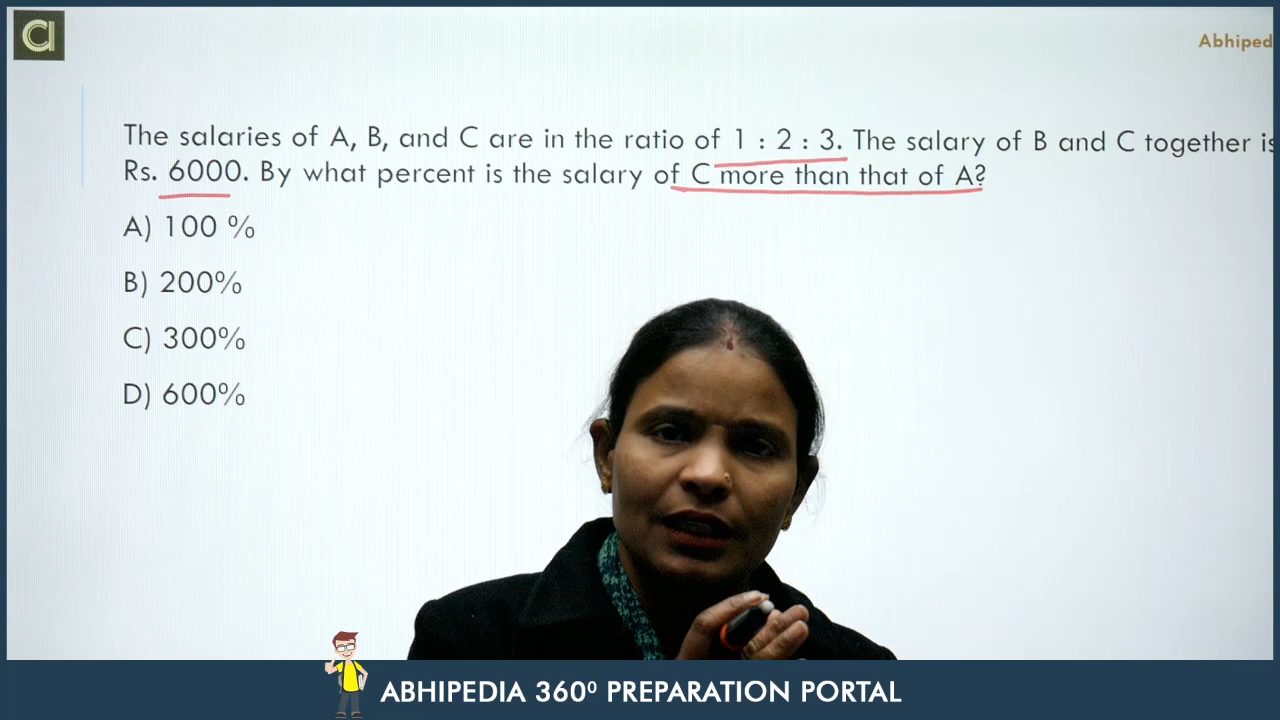 Abhiped
The salaries of A, B, and C are in the ratio of 1 : 2 : 3. The salary of B and C together is
Rs. 6000. By what percent is the salary of C more than that of A?
A) 100 %
B) 200%
C) 300%
D) 600%
ABHIPEDIA 360⁰ PREPARATION PORTAL